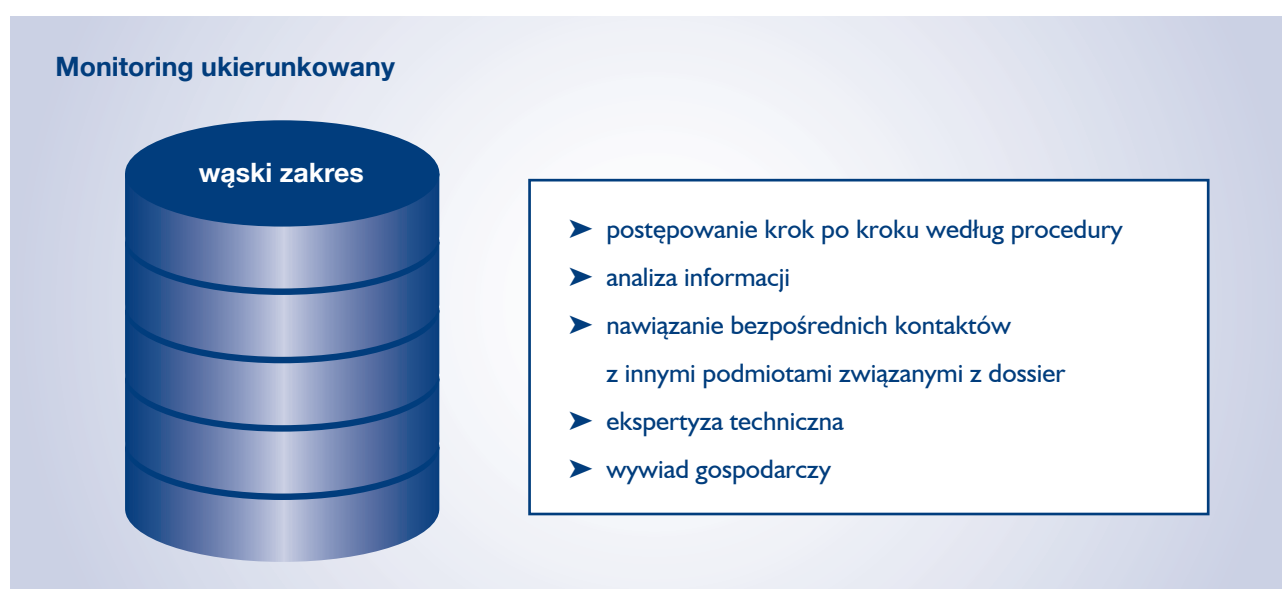 Monitoring ukierunkowany
wąski zakres
➤ postępowanie krok po kroku według procedury
➤ analiza informacji
➤ nawiązanie bezpośrednich kontaktów
z innymi podmiotami związanymi z dossier
➤ ekspertyza techniczna
➤ wywiad gospodarczy